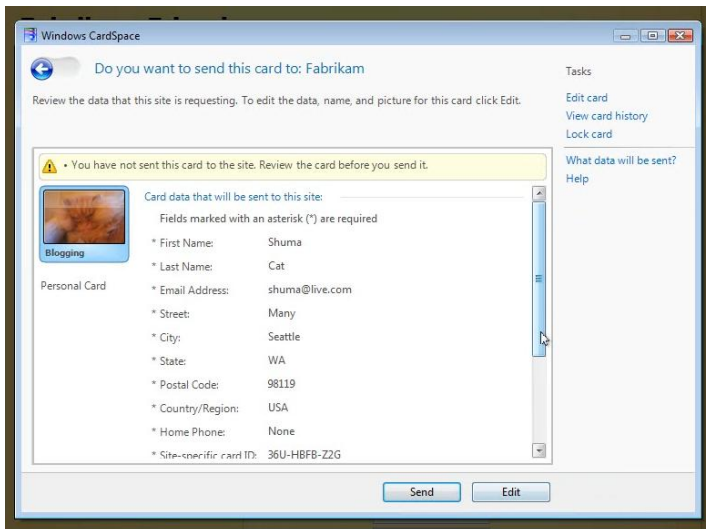 Windows CardSpace
Do you want to send this card to: Fabrikam
Review the data that this site is requesting. To edit the data, name, and picture for this card click Edit.
• You have not sent this card to the site. Review the card before you send it.
Blogging
Personal Card
Card data that will be sent to this site:
Fields marked with an asterisk (*) are required
* First Name: Shuma
* Last Name: Cat
* Email Address: shuma@live.com
* Street: Many
* City: Seattle
* State: WA
* Postal Code: 98119
* Country/Region: USA
* Home Phone: None
* Site-specific card ID: 36U-HBFB-Z2G
Tasks
Edit card
View card history
Lock card
What data will be sent?
Help
Send
Edit